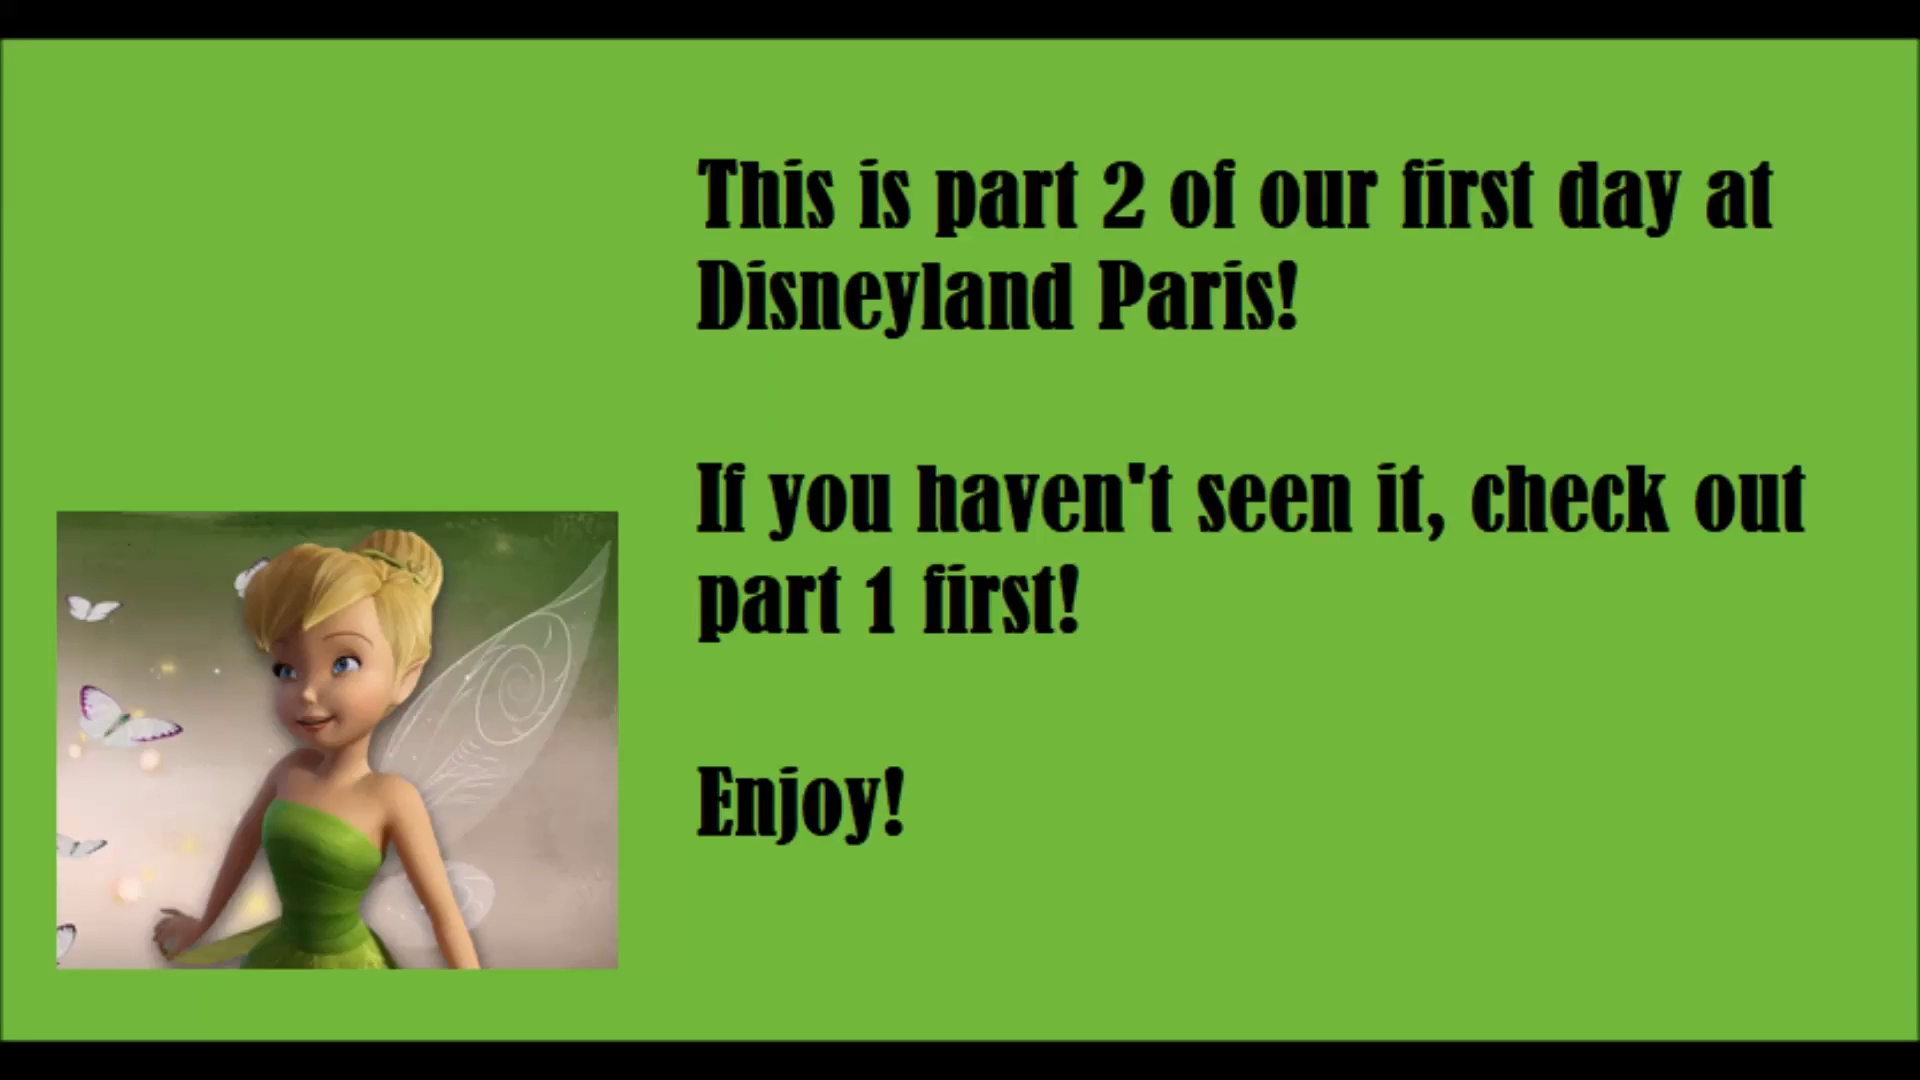 This is part 2 of our first day at
Disneyland Paris!
If you haven't seen it, check out
part 1 first!
Enjoy!